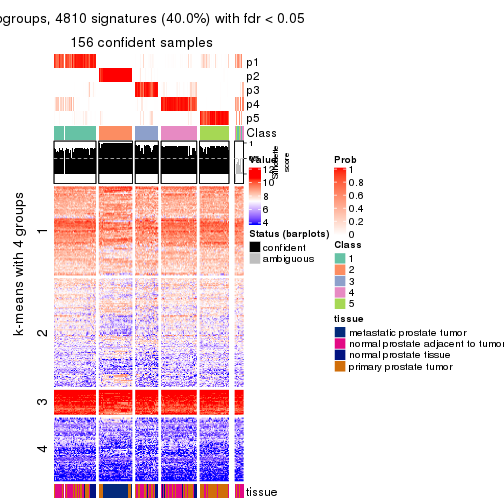 ogroups, 4810 signatures (40.0%) with fdr < 0.05
156 confident samples
p1
p2
p3
p4
p5
Class
1
Silhouette
score
Value
12
10
8
6
4
Status (barplots)
confident
ambiguous
Prob
1
0.8
0.6
0.4
0.2
0
Class
1
2
3
4
5
tissue
metastatic prostate tumor
normal prostate adjacent to tumor
normal prostate tissue
primary prostate tumor
k-means with 4 groups
1
2
3
4
tissue